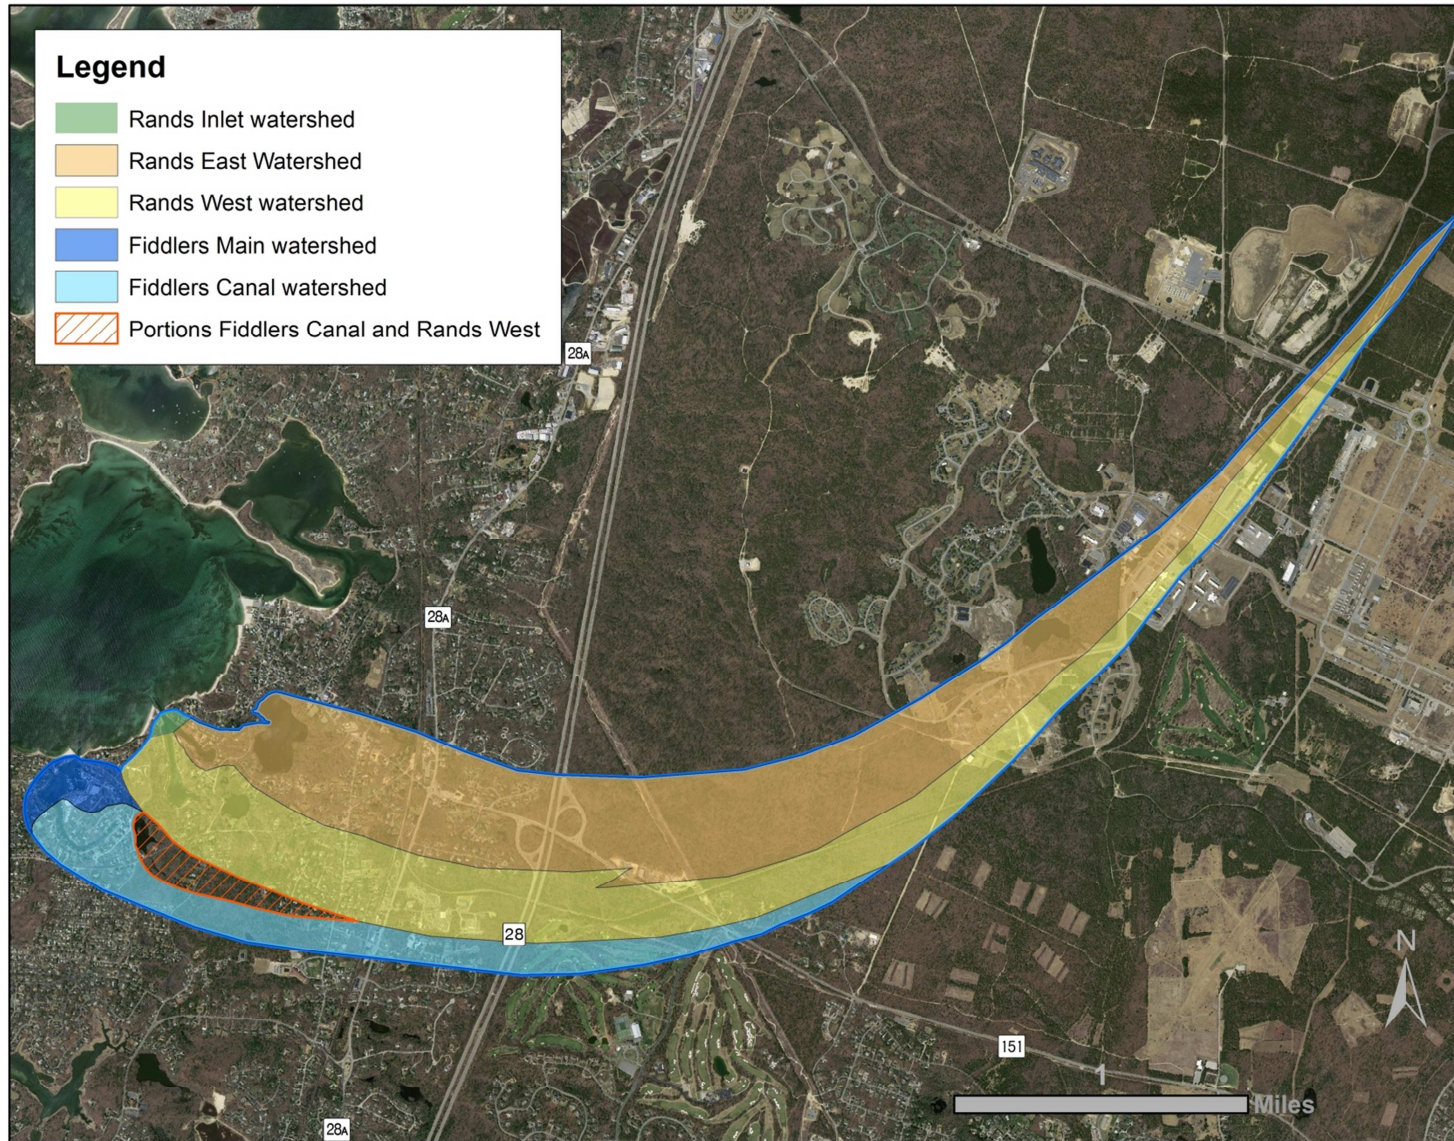 Legend
Rands Inlet watershed
Rands East Watershed
Rands West watershed
Fiddlers Main watershed
Fiddlers Canal watershed
Portions Fiddlers Canal and Rands West
28A
28A
28
N
151
1
Miles
28A